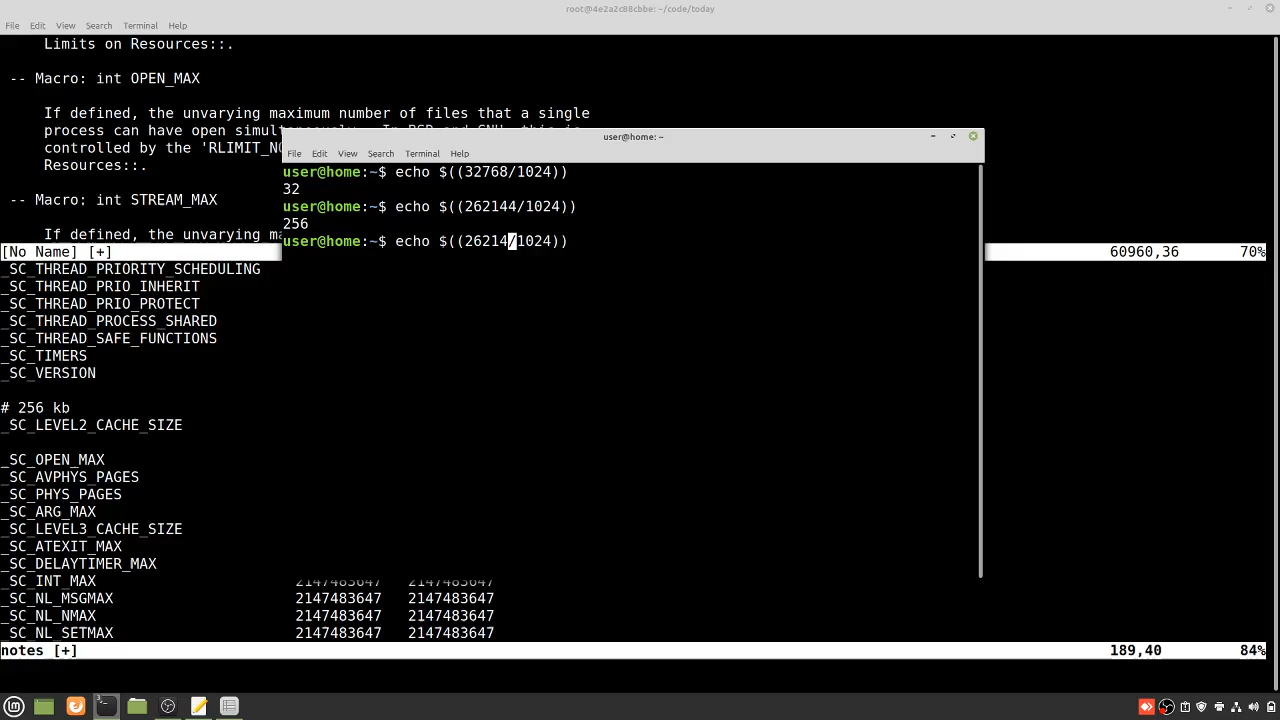 root@4e2a2c88cbbe: ~/code/today
File Edit View Search Terminal Help
Limits on Resources::.
-- Macro: int OPEN_MAX
If defined, the unvarying maximum number of files that a single
process can have open
controlled by the 'RLIMIT_NO
Resources::.
-- Macro: int STREAM_MAX
If defined, the unvarying
[No Name] [+] 60960,36 70%
user@home: ~
File Edit View Search Terminal Help
user@home:~$ echo $((32768/1024))
32
user@home:~$ echo $((262144/1024))
256
user@home:~$ echo $((26214/1024))
_SC_THREAD_PRIORITY_SCHEDULING
_SC_THREAD_PRIO_INHERIT
_SC_THREAD_PRIO_PROTECT
_SC_THREAD_PROCESS_SHARED
_SC_THREAD_SAFE_FUNCTIONS
_SC_TIMERS
_SC_VERSION
# 256 kb
_SC_LEVEL2_CACHE_SIZE
_SC_OPEN_MAX
_SC_AVPHYS_PAGES
_SC_PHYS_PAGES
_SC_ARG_MAX
_SC_LEVEL3_CACHE_SIZE
_SC_ATEXIT_MAX
_SC_DELAYTIMER_MAX
_SC_INT_MAX 2147483647 2147483647
_SC_NL_MSGMAX 2147483647 2147483647
_SC_NL_NMAX 2147483647 2147483647
_SC_NL_SETMAX 2147483647 2147483647
notes [+] 189,40 84%